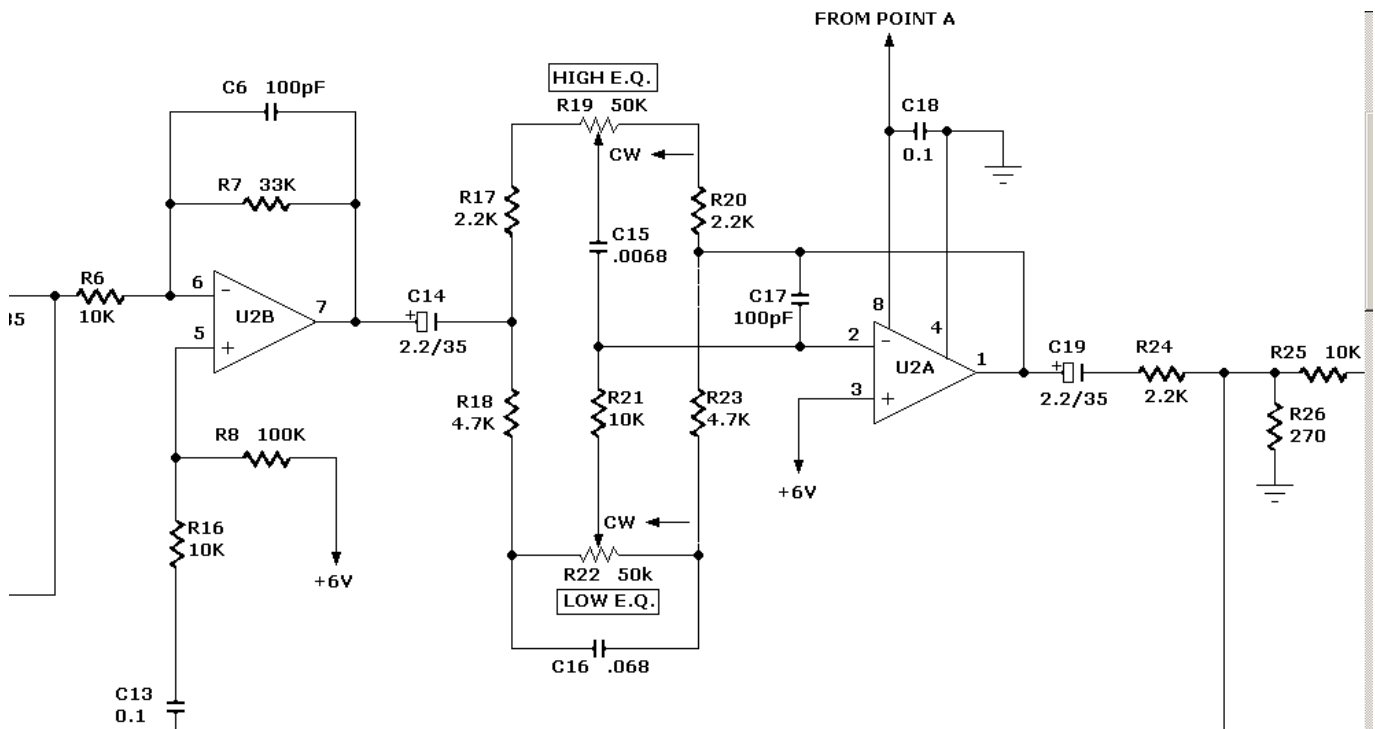 FROM POINT A
C6 100pF
HIGH E.Q.
R19 50K
C18
0.1
CW
R7 33K
R17
2.2K
R20
2.2K
C15
.0068
R6
10K
35
6
-
U2B
7
5
+
C14
+
2.2/35
C17
100pF
8
4
2
-
U2A
1
3
+
C19
+
2.2/35
R24
2.2K
R25 10K
R26
270
R18
4.7K
R21
10K
R23
4.7K
R8 100K
+6V
R16
10K
+6V
CW
R22 50k
LOW E.Q.
C16 .068
C13
0.1